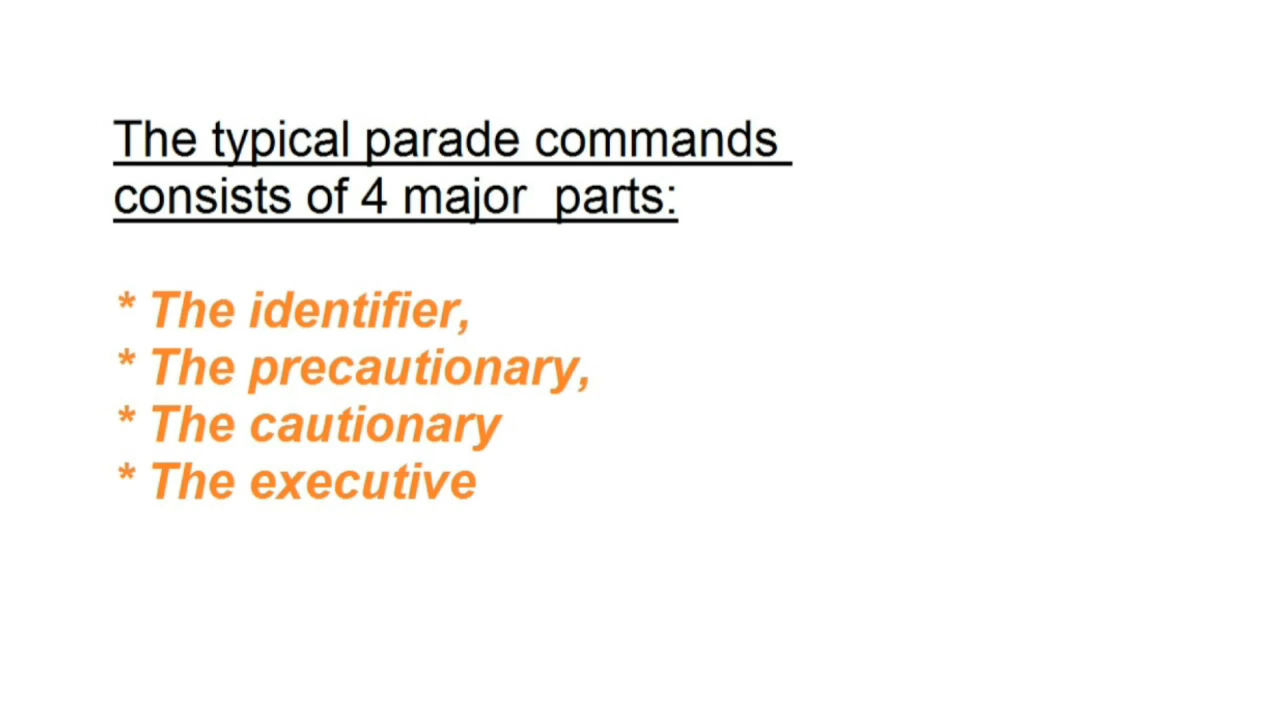 The typical parade commands
consists of 4 major parts:
* The identifier,
* The precautionary,
* The cautionary
* The executive